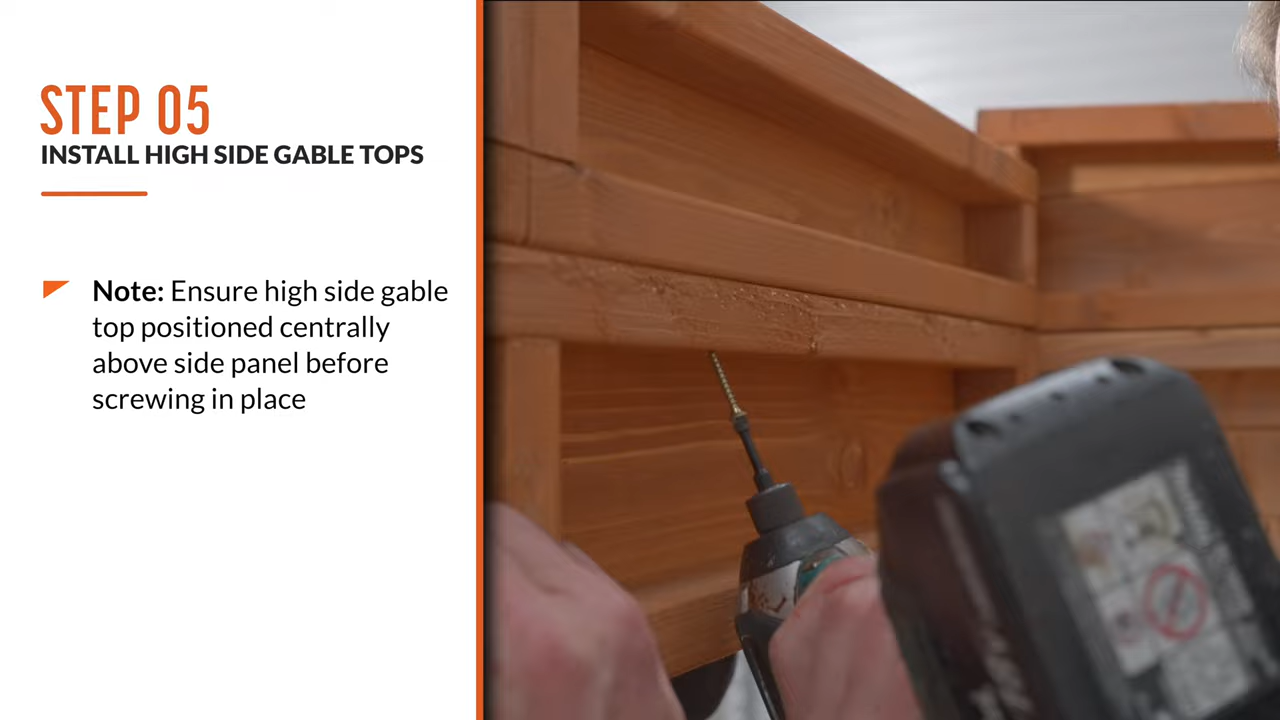 STEP 05
INSTALL HIGH SIDE GABLE TOPS
Note: Ensure high side gable
top positioned centrally
above side panel before
screwing in place